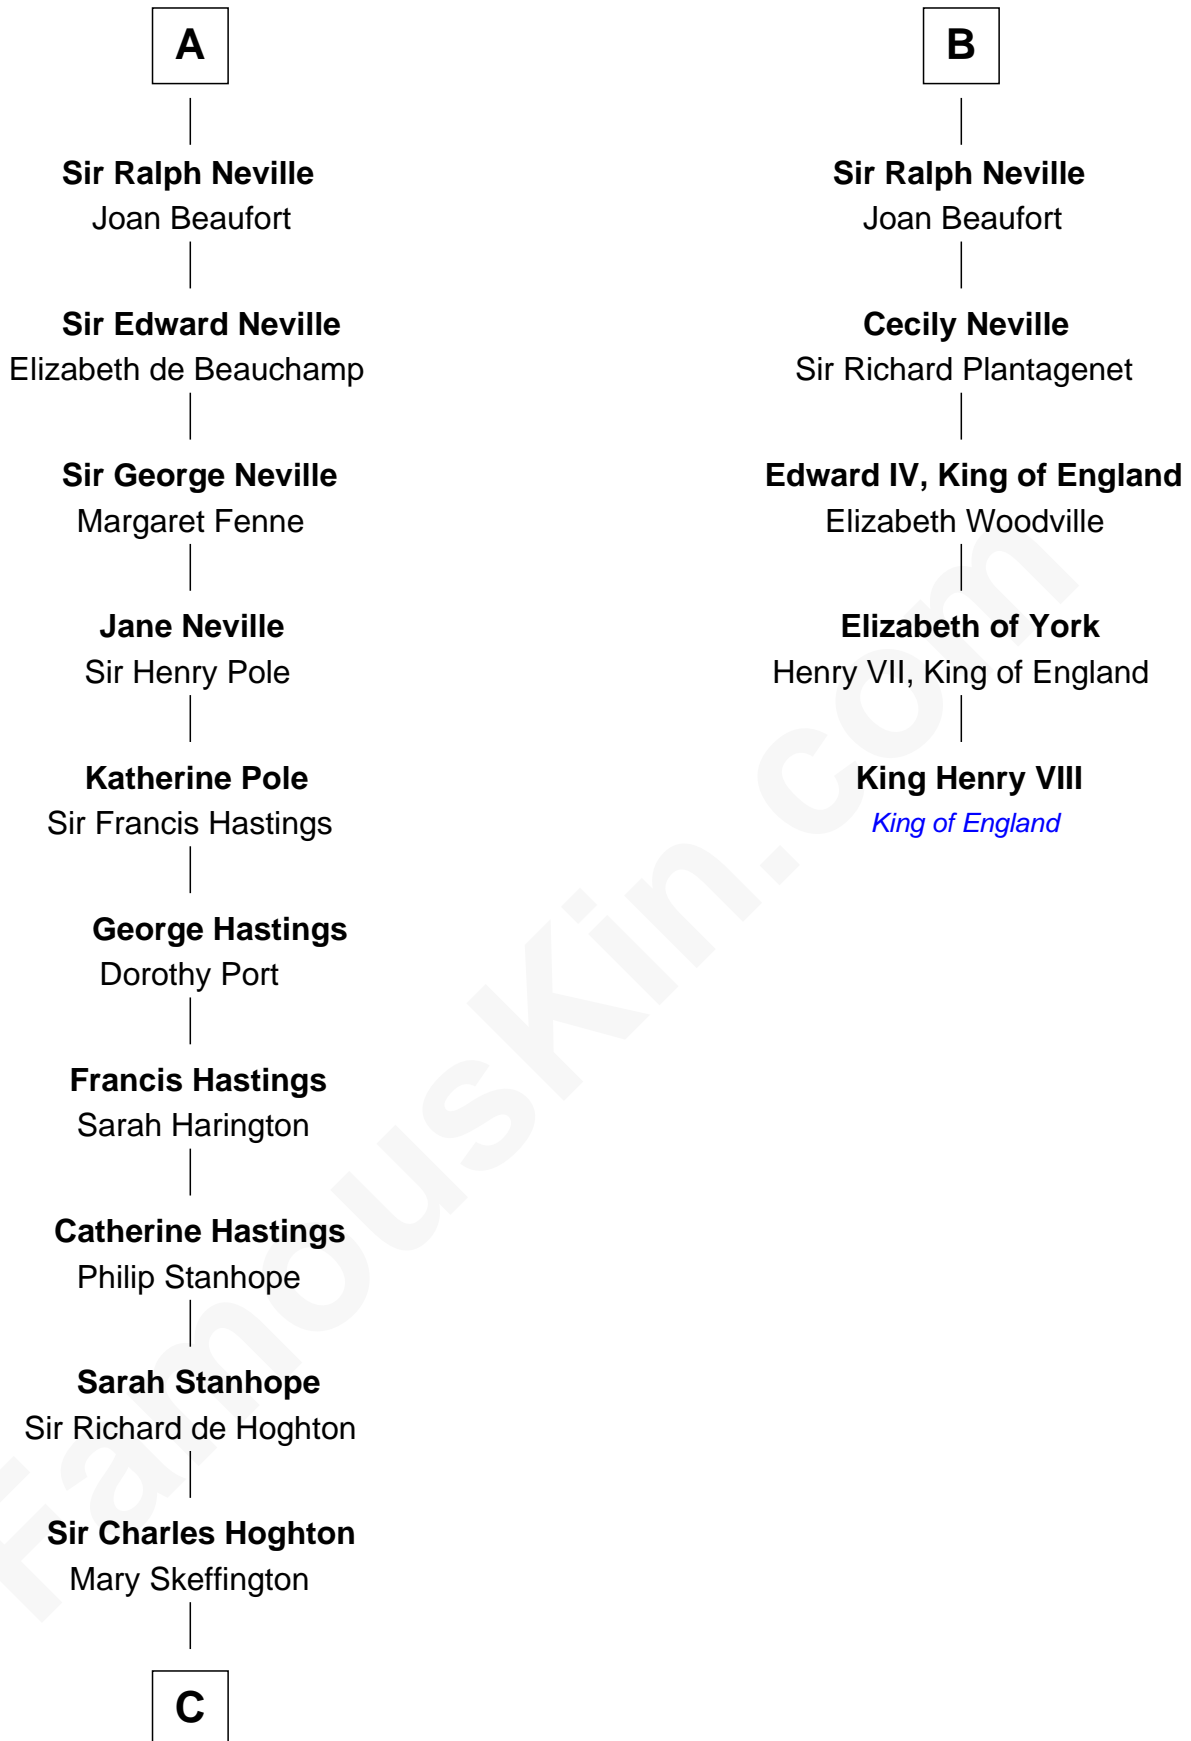 A
Sir Ralph Neville
Joan Beaufort
Sir Edward Neville
Elizabeth de Beauchamp
Sir George Neville
Margaret Fenne
Jane Neville
Sir Henry Pole
Katherine Pole
Sir Francis Hastings
George Hastings
Dorothy Port
Francis Hastings
Sarah Harington
Catherine Hastings
Philip Stanhope
Sarah Stanhope
Sir Richard de Hoghton
Sir Charles Hoghton
Mary Skeffington
C
B
Sir Ralph Neville
Joan Beaufort
Cecily Neville
Sir Richard Plantagenet
Edward IV, King of England
Elizabeth Woodville
Elizabeth of York
Henry VII, King of England
King Henry VIII
King of England
FamousKin.com